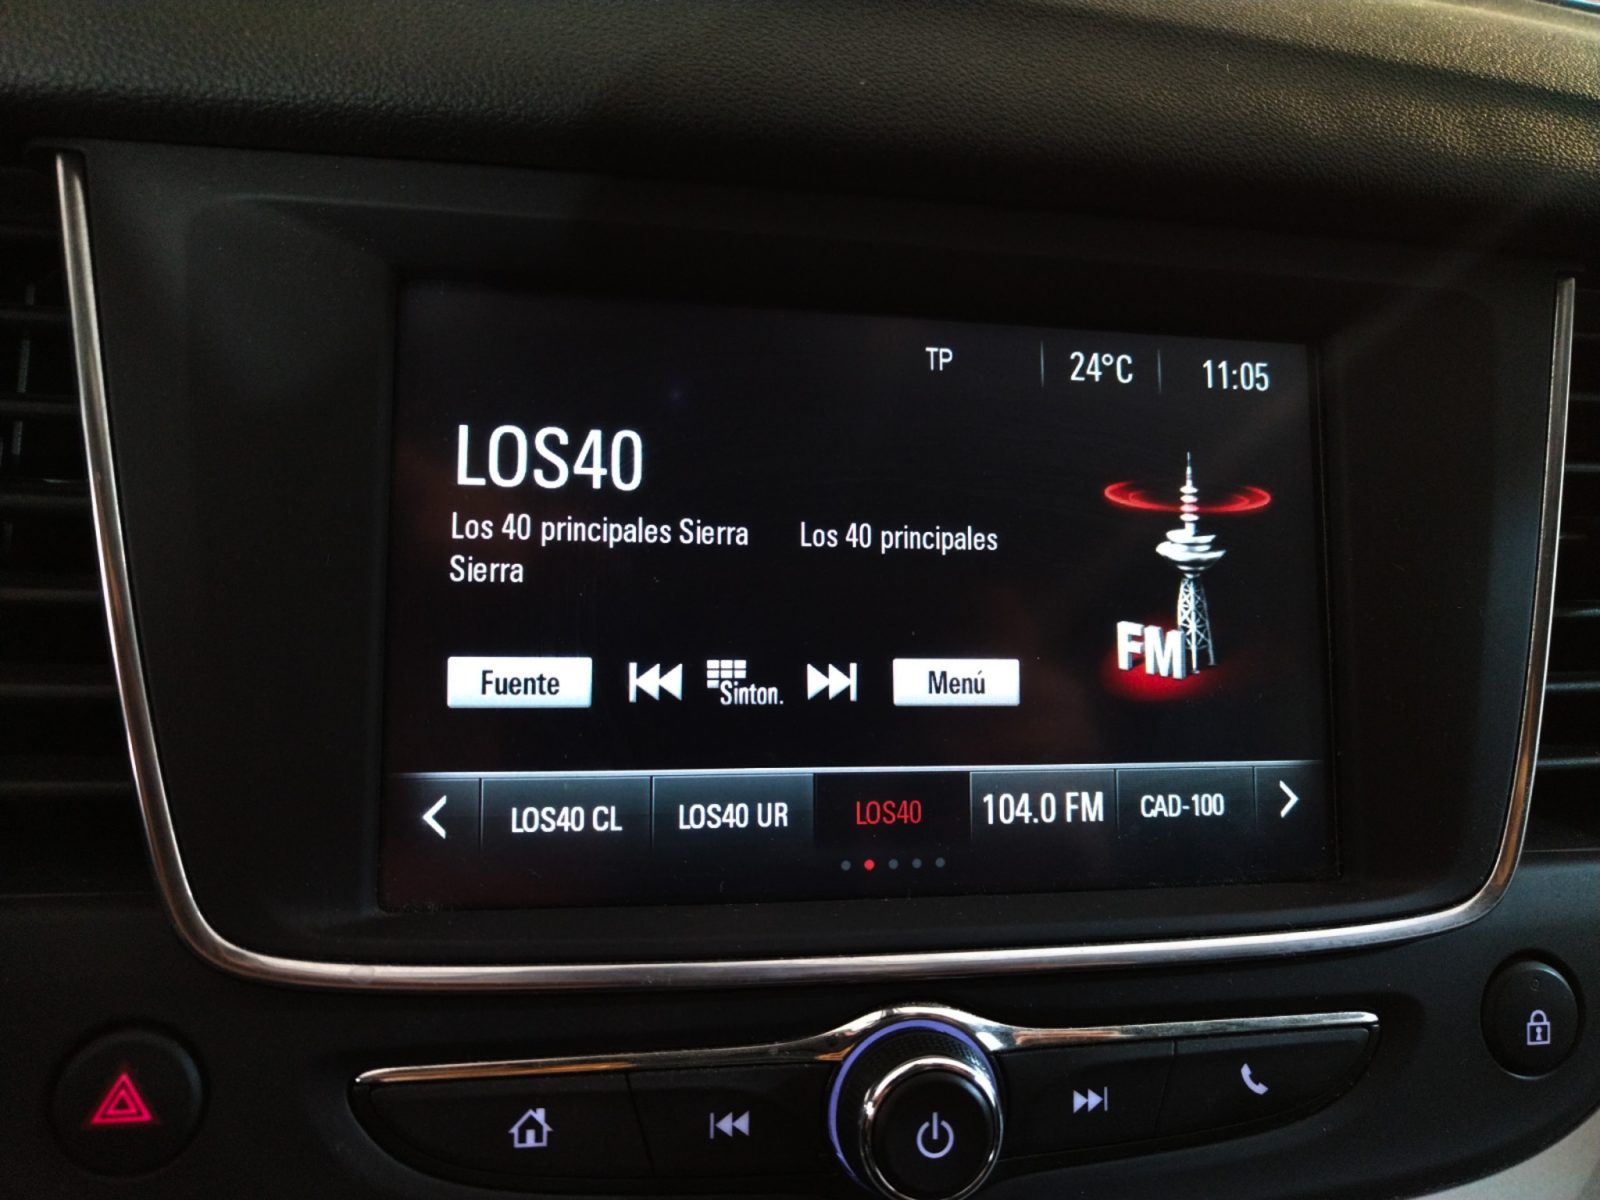 TP 24°C 11:05
LOS40
Los 40 principales Sierra Los 40 principales
Sierra
FM
Fuente Sinton. Menú
LOS40 CL LOS40 UR LOS40 104.0 FM CAD-100